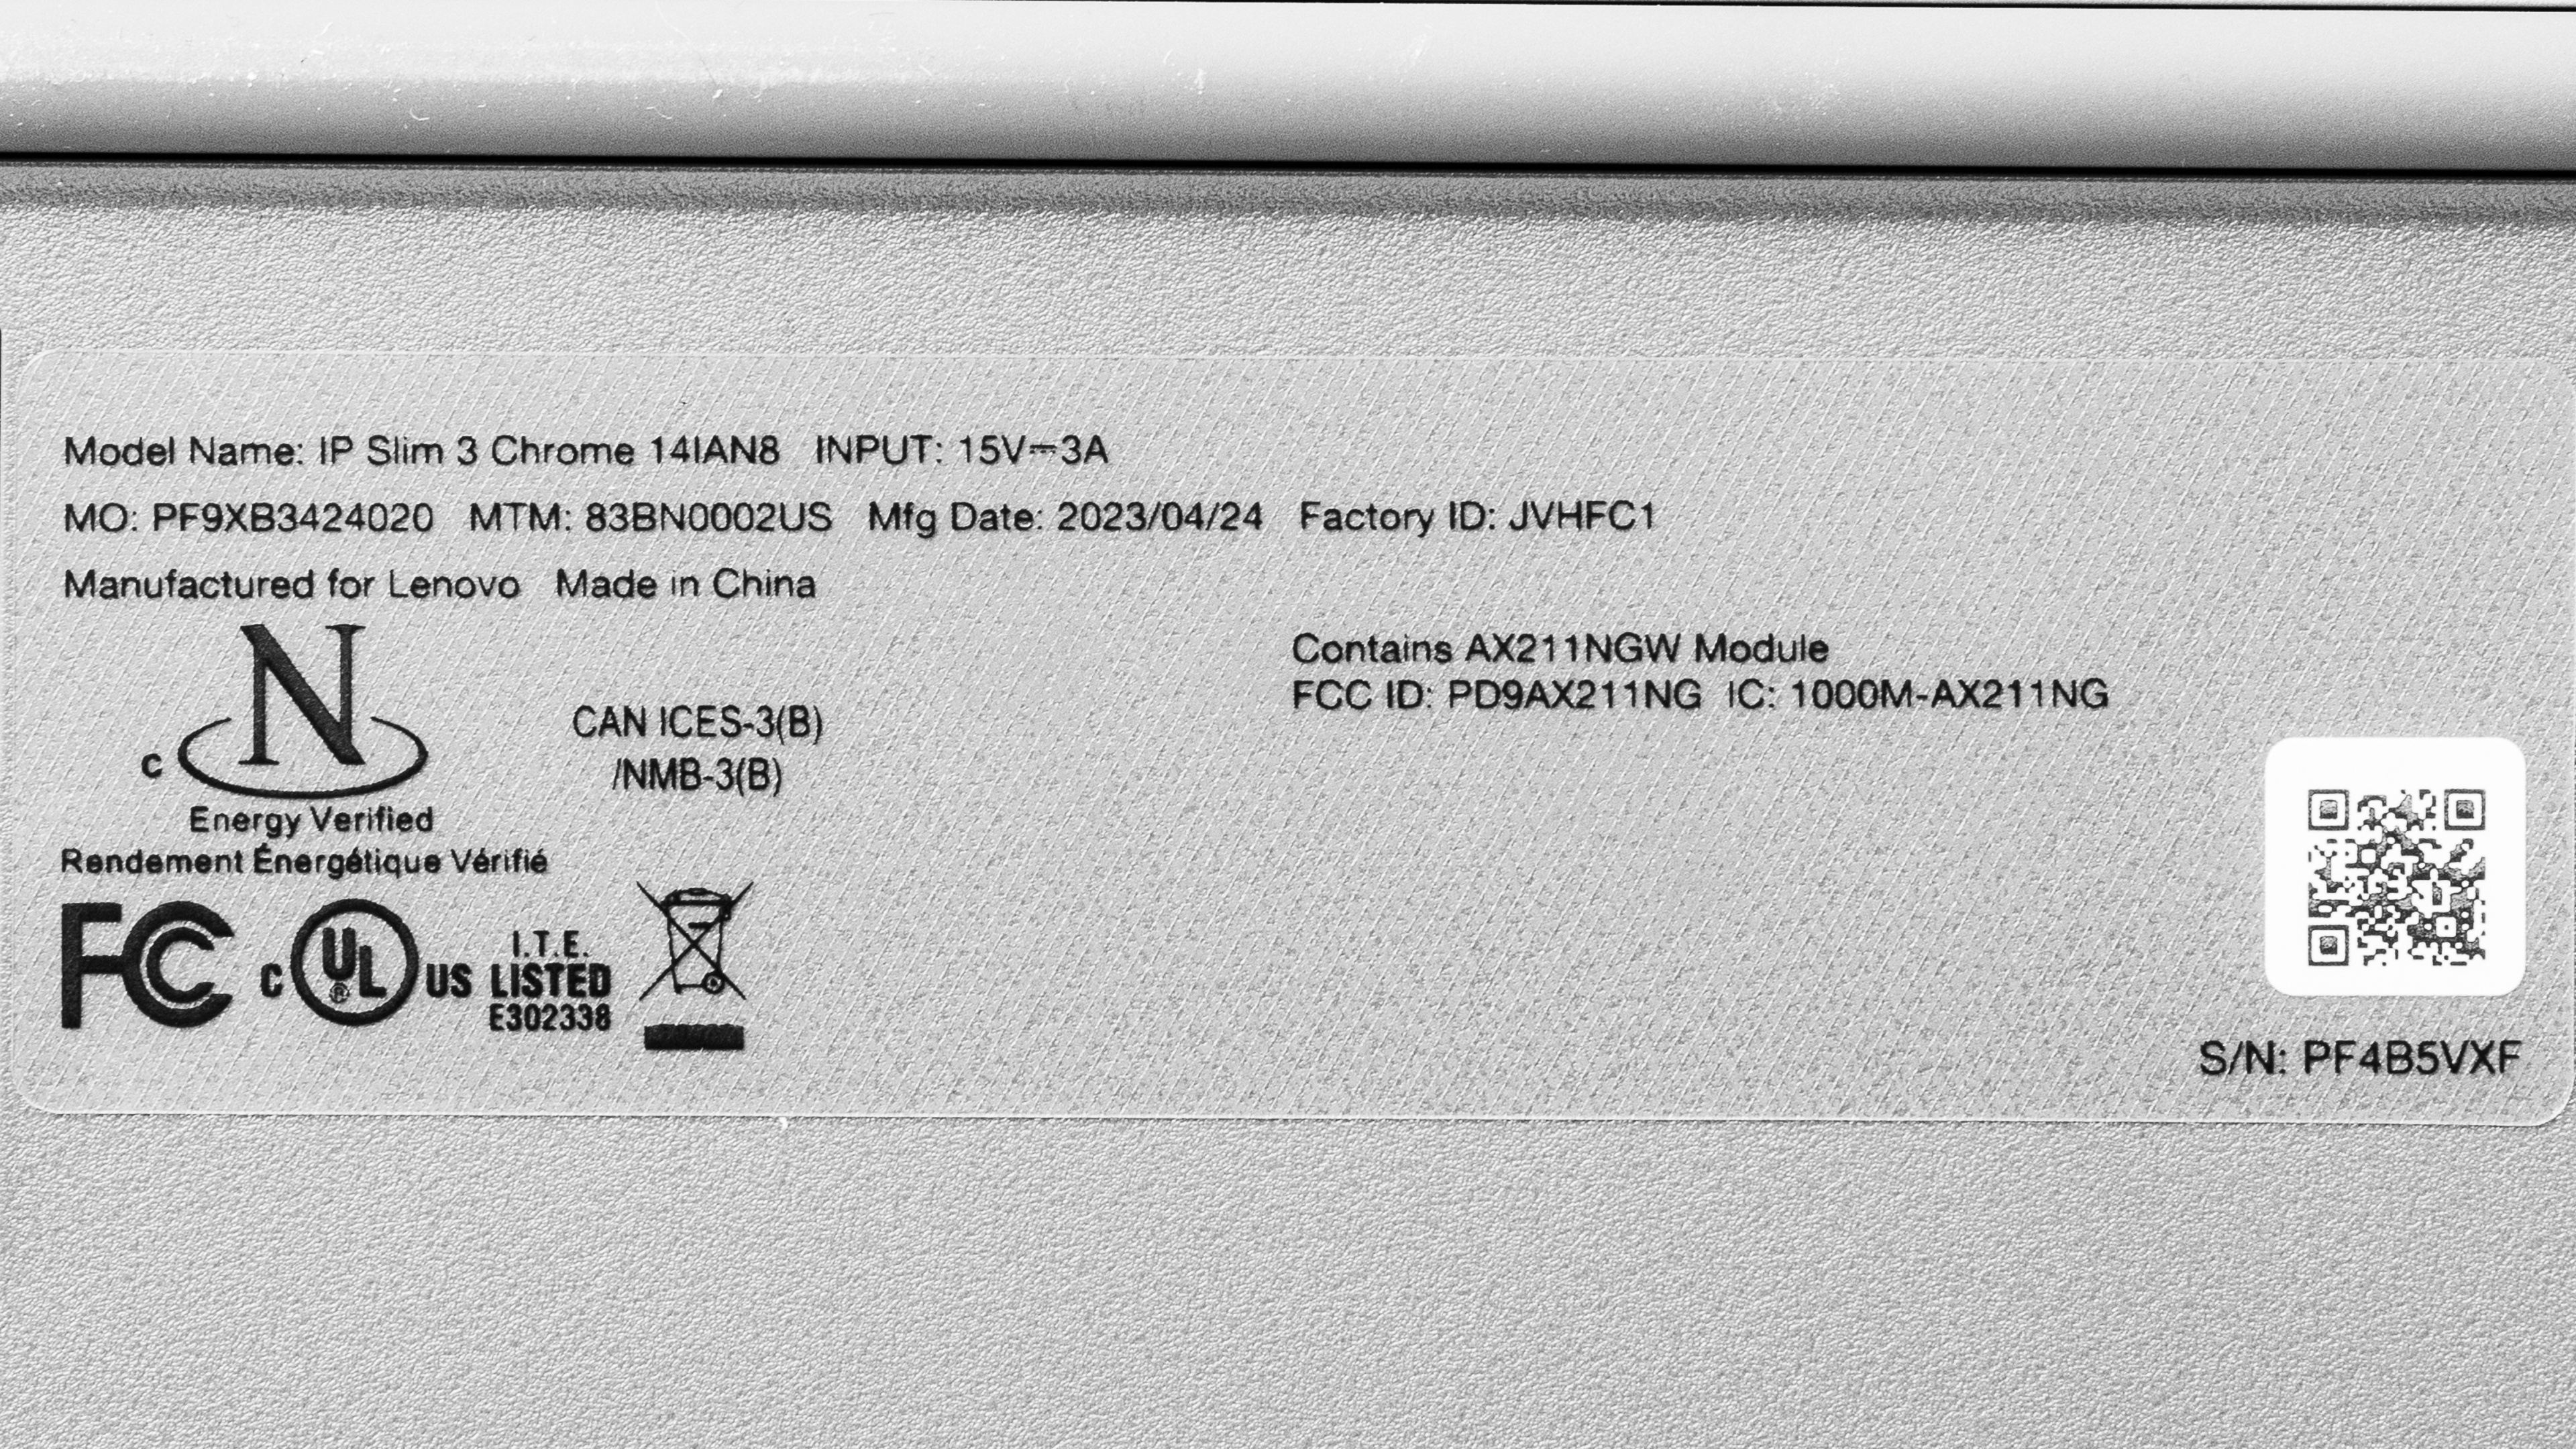 Model Name: IP Slim 3 Chrome 14IAN8 INPUT: 15V⎓3A
MO: PF9XB3424020 MTM: 83BN0002US Mfg Date: 2023/04/24 Factory ID: JVHFC1
Manufactured for Lenovo Made in China
Contains AX211NGW Module
FCC ID: PD9AX211NG IC: 1000M-AX211NG
N
c
Energy Verified
Rendement Énergétique Vérifié
CAN ICES-3(B)
/NMB-3(B)
FC c UL ® US
I.T.E.
LISTED
E302338
S/N: PF4B5VXF